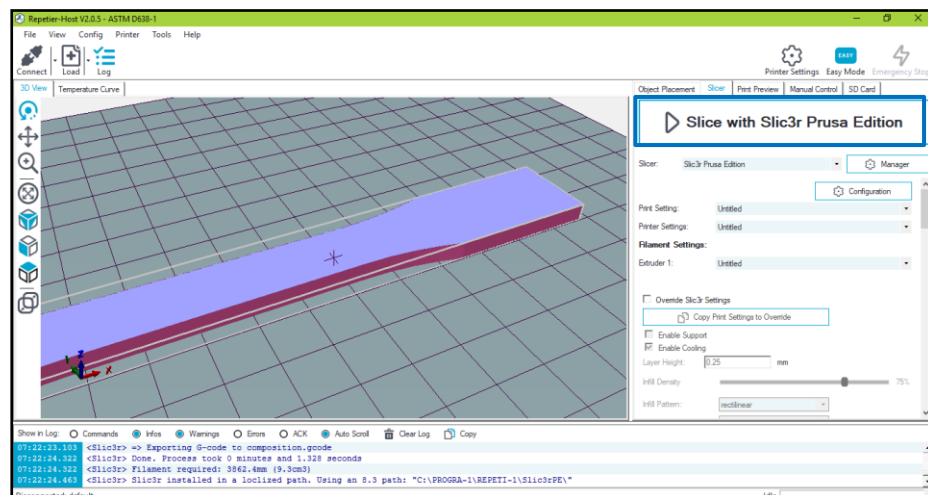 Repetier-Host V2.0.5 - ASTM D638-1
File View Config Printer Tools Help
Connect Load Log Printer Settings Easy Mode Emergency Stop
EASY
3D View Temperature Curve
Object Placement Slicer Print Preview Manual Control SD Card
Slice with Slic3r Prusa Edition
Slicer: Slic3r Prusa Edition Manager
Configuration
Print Setting: Untitled
Printer Settings: Untitled
Filament Settings:
Extruder 1: Untitled
Override Slic3r Settings
Copy Print Settings to Override
Enable Support
Enable Cooling
Layer Height: 0.25 mm
Infill Density 75%
Infill Pattern: rectilinear
Z
Y
X
Show in Log: Commands Infos Warnings Errors ACK Auto Scroll Clear Log Copy
07:22:23.103 <Slic3r> => Exporting G-code to composition.gcode
07:22:24.322 <Slic3r> Done. Process took 0 minutes and 1.328 seconds
07:22:24.322 <Slic3r> Filament required: 3862.4mm (9.3cm3)
07:22:24.463 <Slic3r> Slic3r installed in a loclized path. Using an 8.3 path: "C:\PROGRA~1\REPETI~1\Slic3rPE\"
Disconnected: default Idle